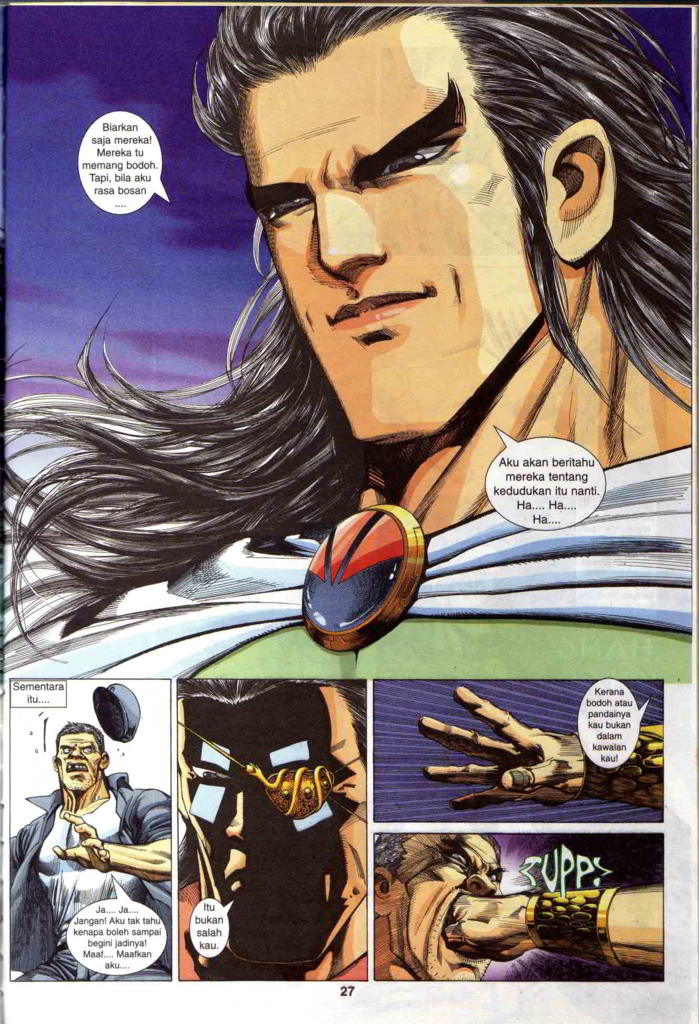 Biarkan
saja mereka!
Mereka tu
memang bodoh.
Tapi, bila aku
rasa bosan
....
Aku akan beritahu
mereka tentang
kedudukan itu nanti.
Ha.... Ha....
Ha....
Sementara
itu....
Ja.... Ja....
Jangan! Aku tak tahu
kenapa boleh sampai
begini jadinya!
Maaf.... Maafkan
aku....
Itu
bukan
salah
kau.
Kerana
bodoh atau
pandainya
kau bukan
dalam
kawalan
kau!
ZUPP!
27